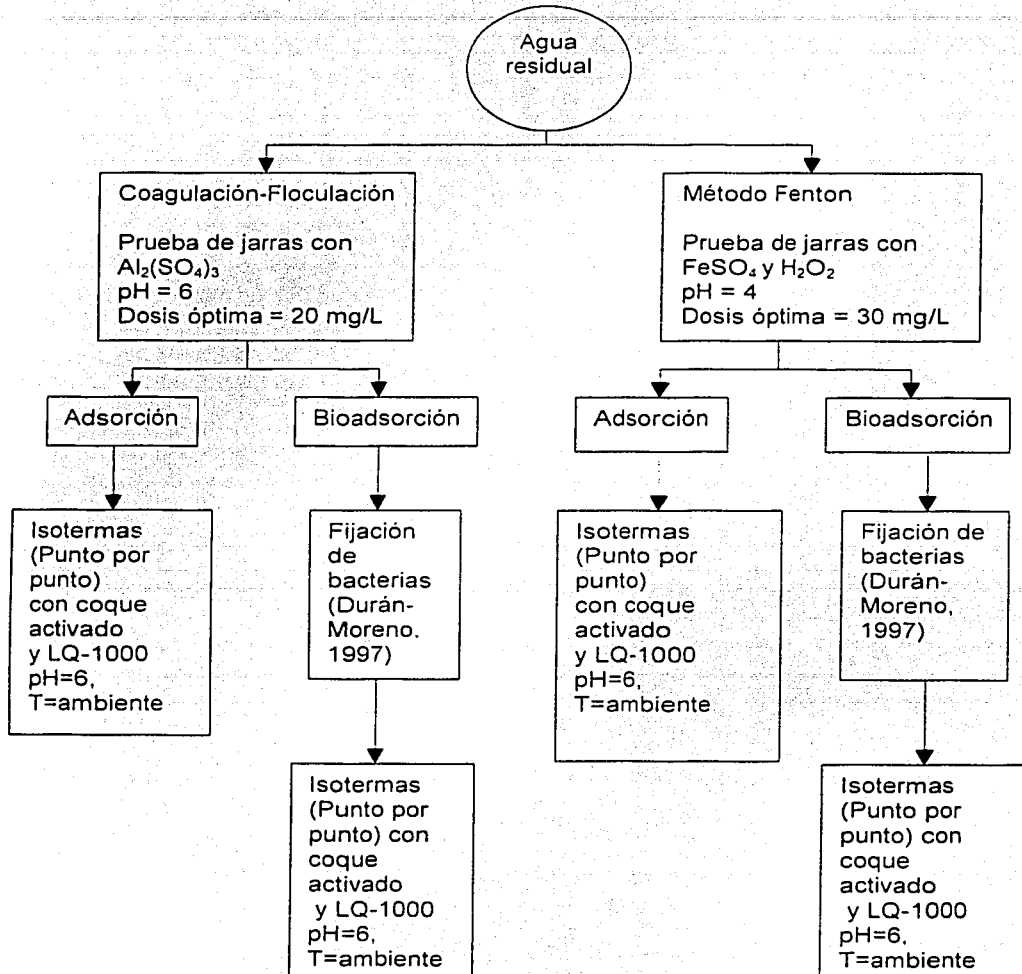 Agua
residual
Coagulación-Floculación
Prueba de jarras con
Al₂(SO₄)₃
pH = 6
Dosis óptima = 20 mg/L
Método Fenton
Prueba de jarras con
FeSO₄ y H₂O₂
pH = 4
Dosis óptima = 30 mg/L
Adsorción
Bioadsorción
Adsorción
Bioadsorción
Isotermas
(Punto por
punto)
con coque
activado
y LQ-1000
pH=6,
T=ambiente
Fijación
de
bacterias
(Durán-
Moreno,
1997)
Isotermas
(Punto por
punto)
con coque
activado
y LQ-1000
pH=6,
T=ambiente
Fijación de
bacterias
(Durán-
Moreno,
1997)
Isotermas
(Punto por
punto) con
coque
activado
y LQ-1000
pH=6,
T=ambiente
Isotermas
(Punto por
punto) con
coque
activado
y LQ-1000
pH=6,
T=ambiente